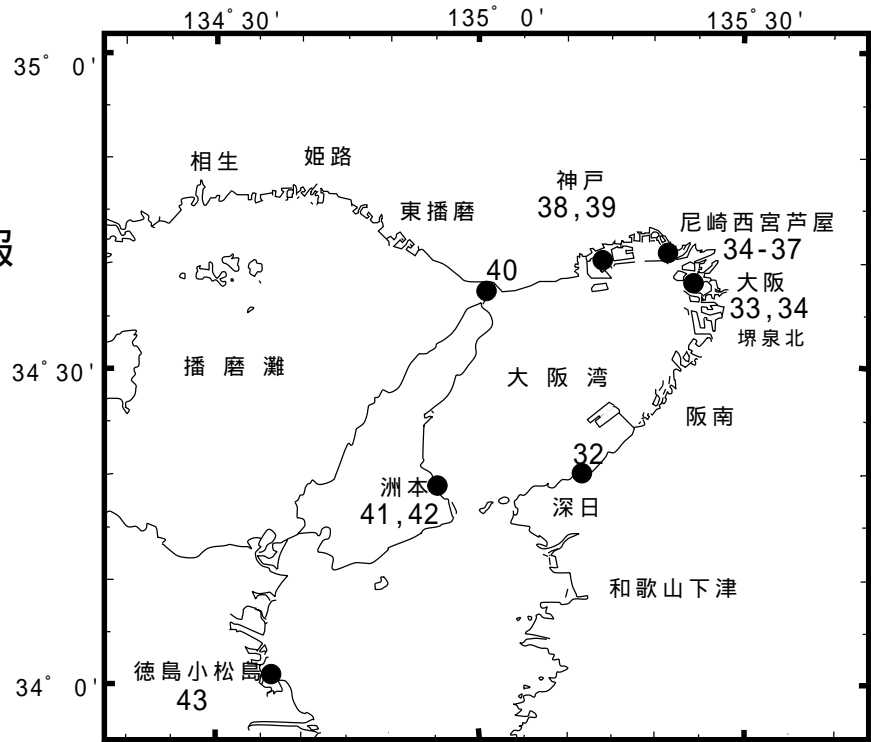 134° 30'
135° 0'
135° 30'
35° 0'
相生
姫路
神戸
38,39
東播磨
尼崎西宮芦屋
34-37
報
40
大阪
33,34
堺泉北
播磨灘
34° 30'
大阪湾
阪南
32
洲本
41,42
深日
和歌山下津
徳島小松島
43
34° 0'